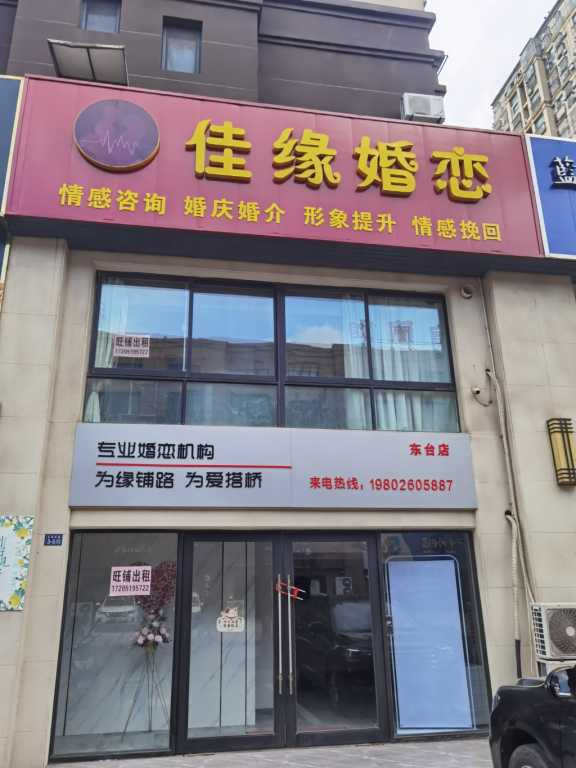 佳缘婚恋
情感咨询 婚庆婚介 形象提升 情感挽回
旺铺出租
17205195722
专业婚恋机构
为缘铺路 为爱搭桥
东台店
来电热线：19802605887
旺铺出租
17205195722